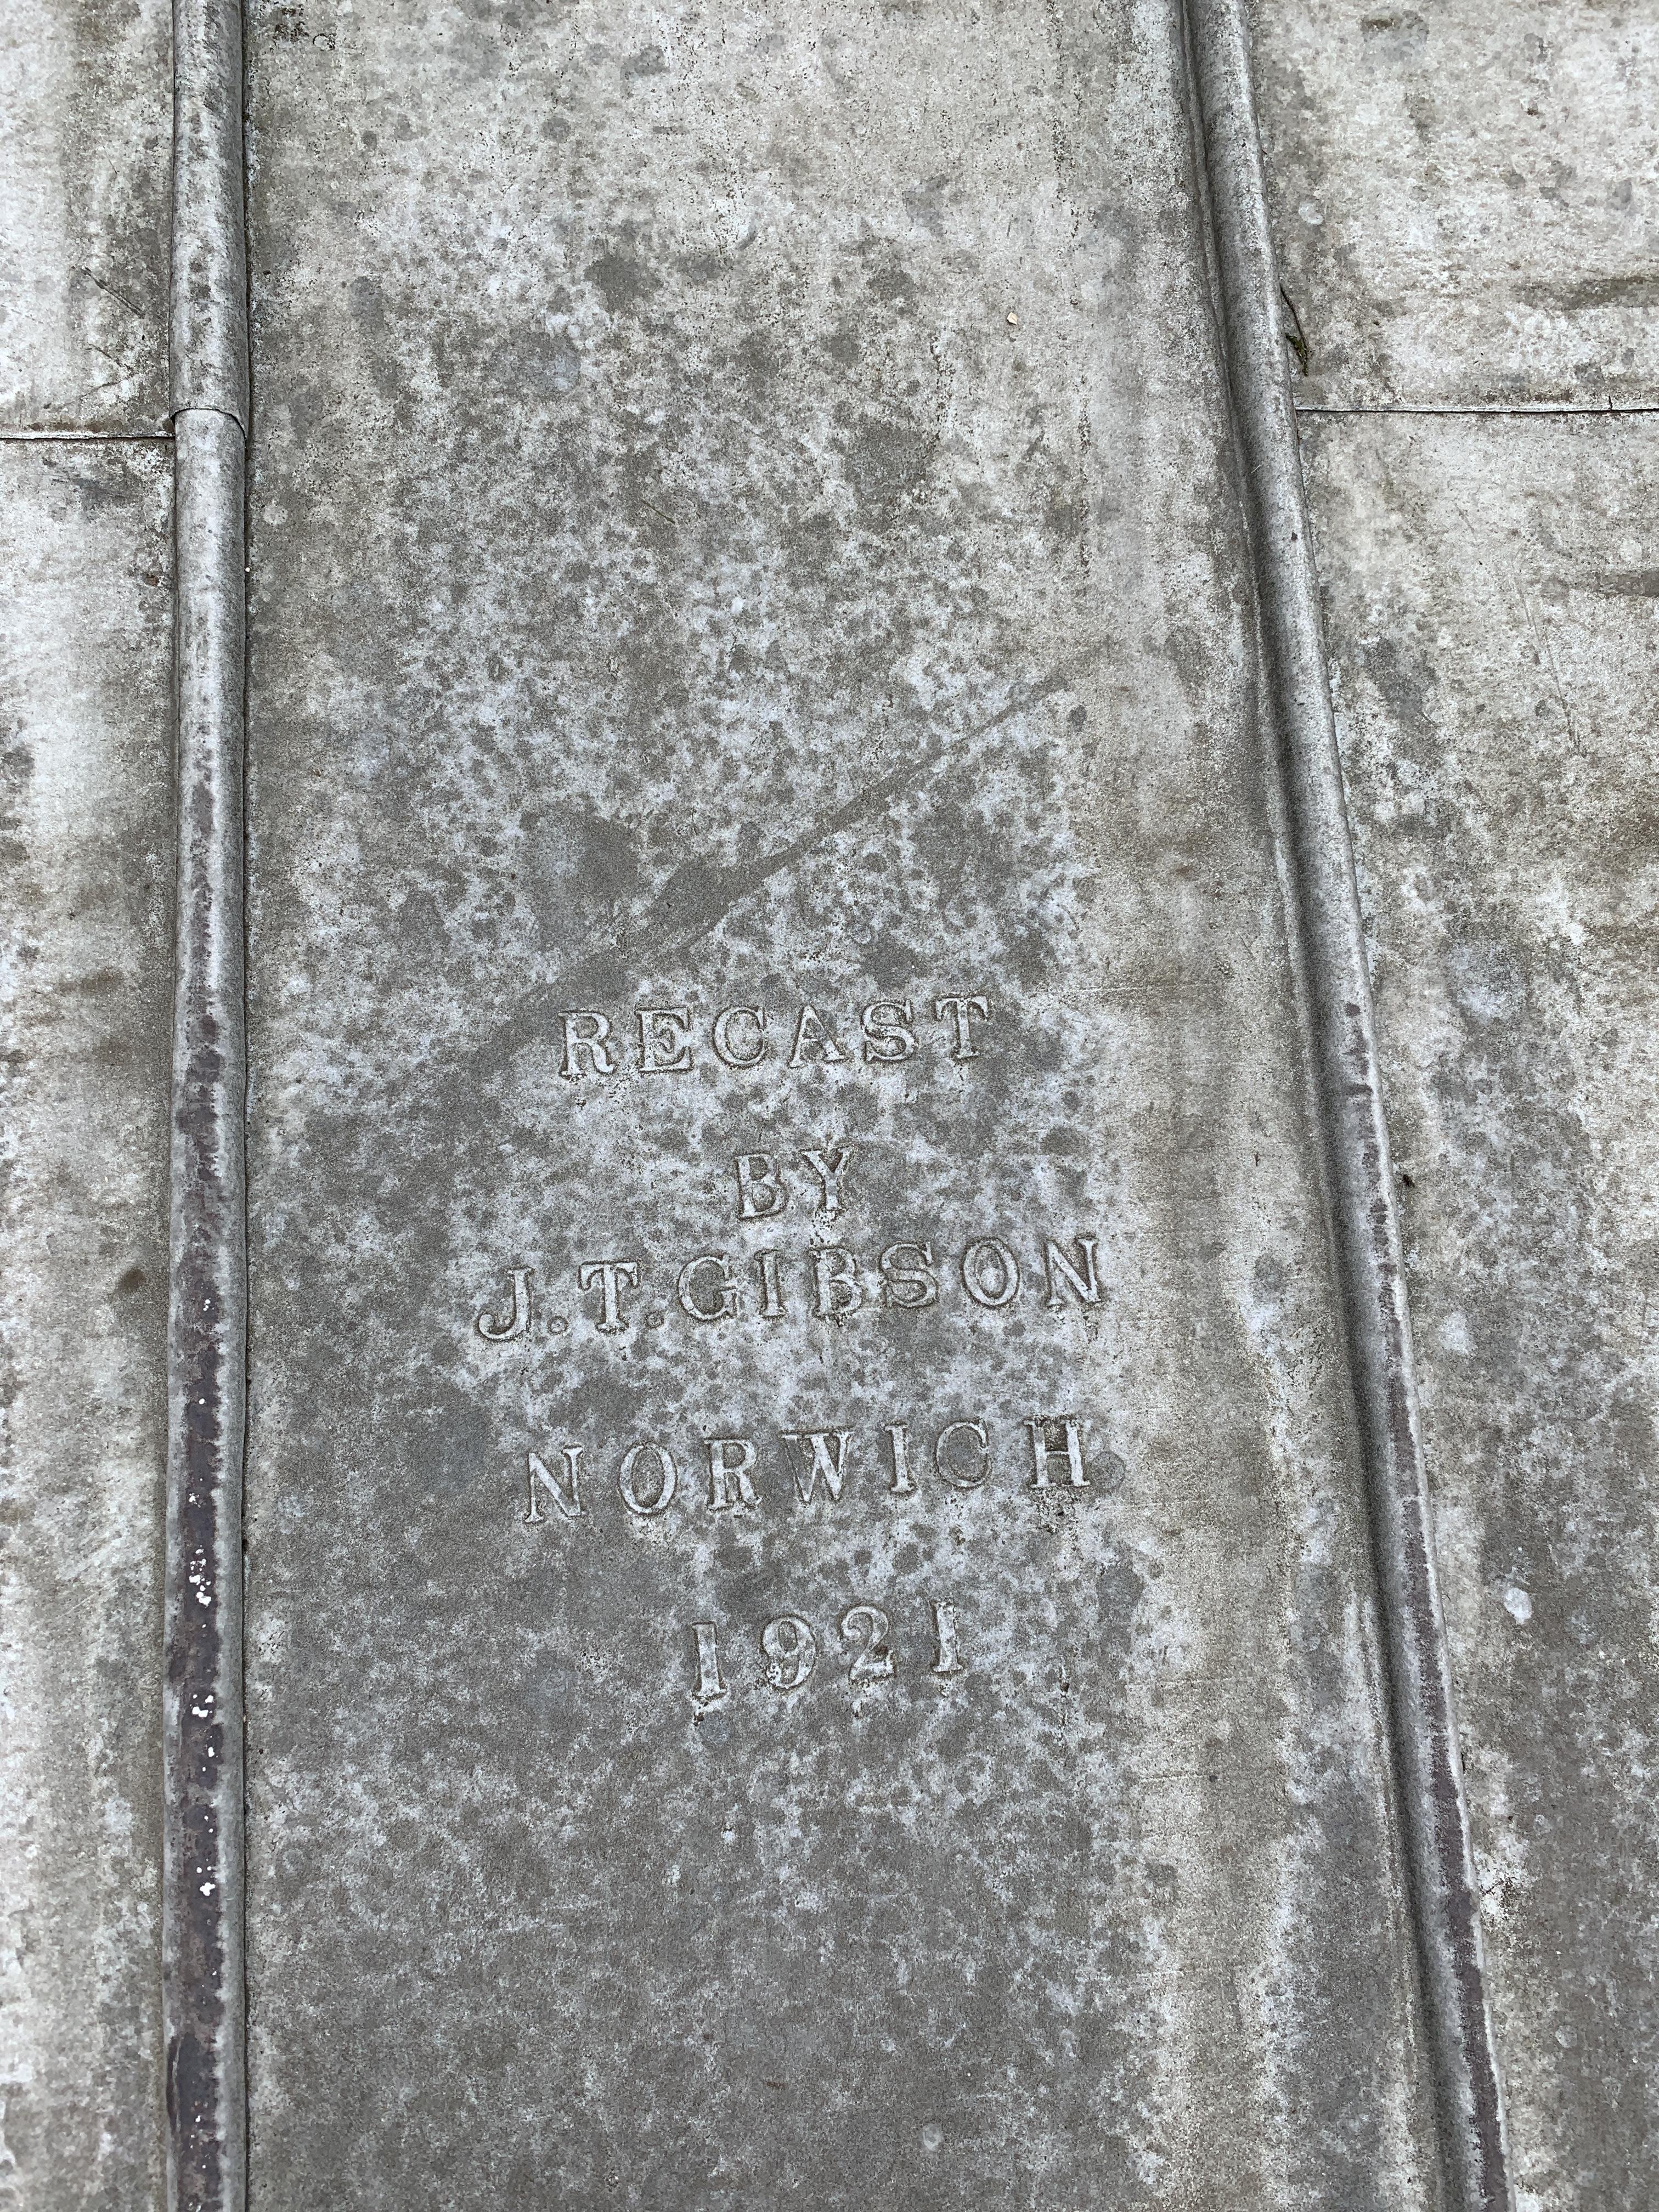 RECAST
BY
J.T.GIBSON
NORWICH
1921